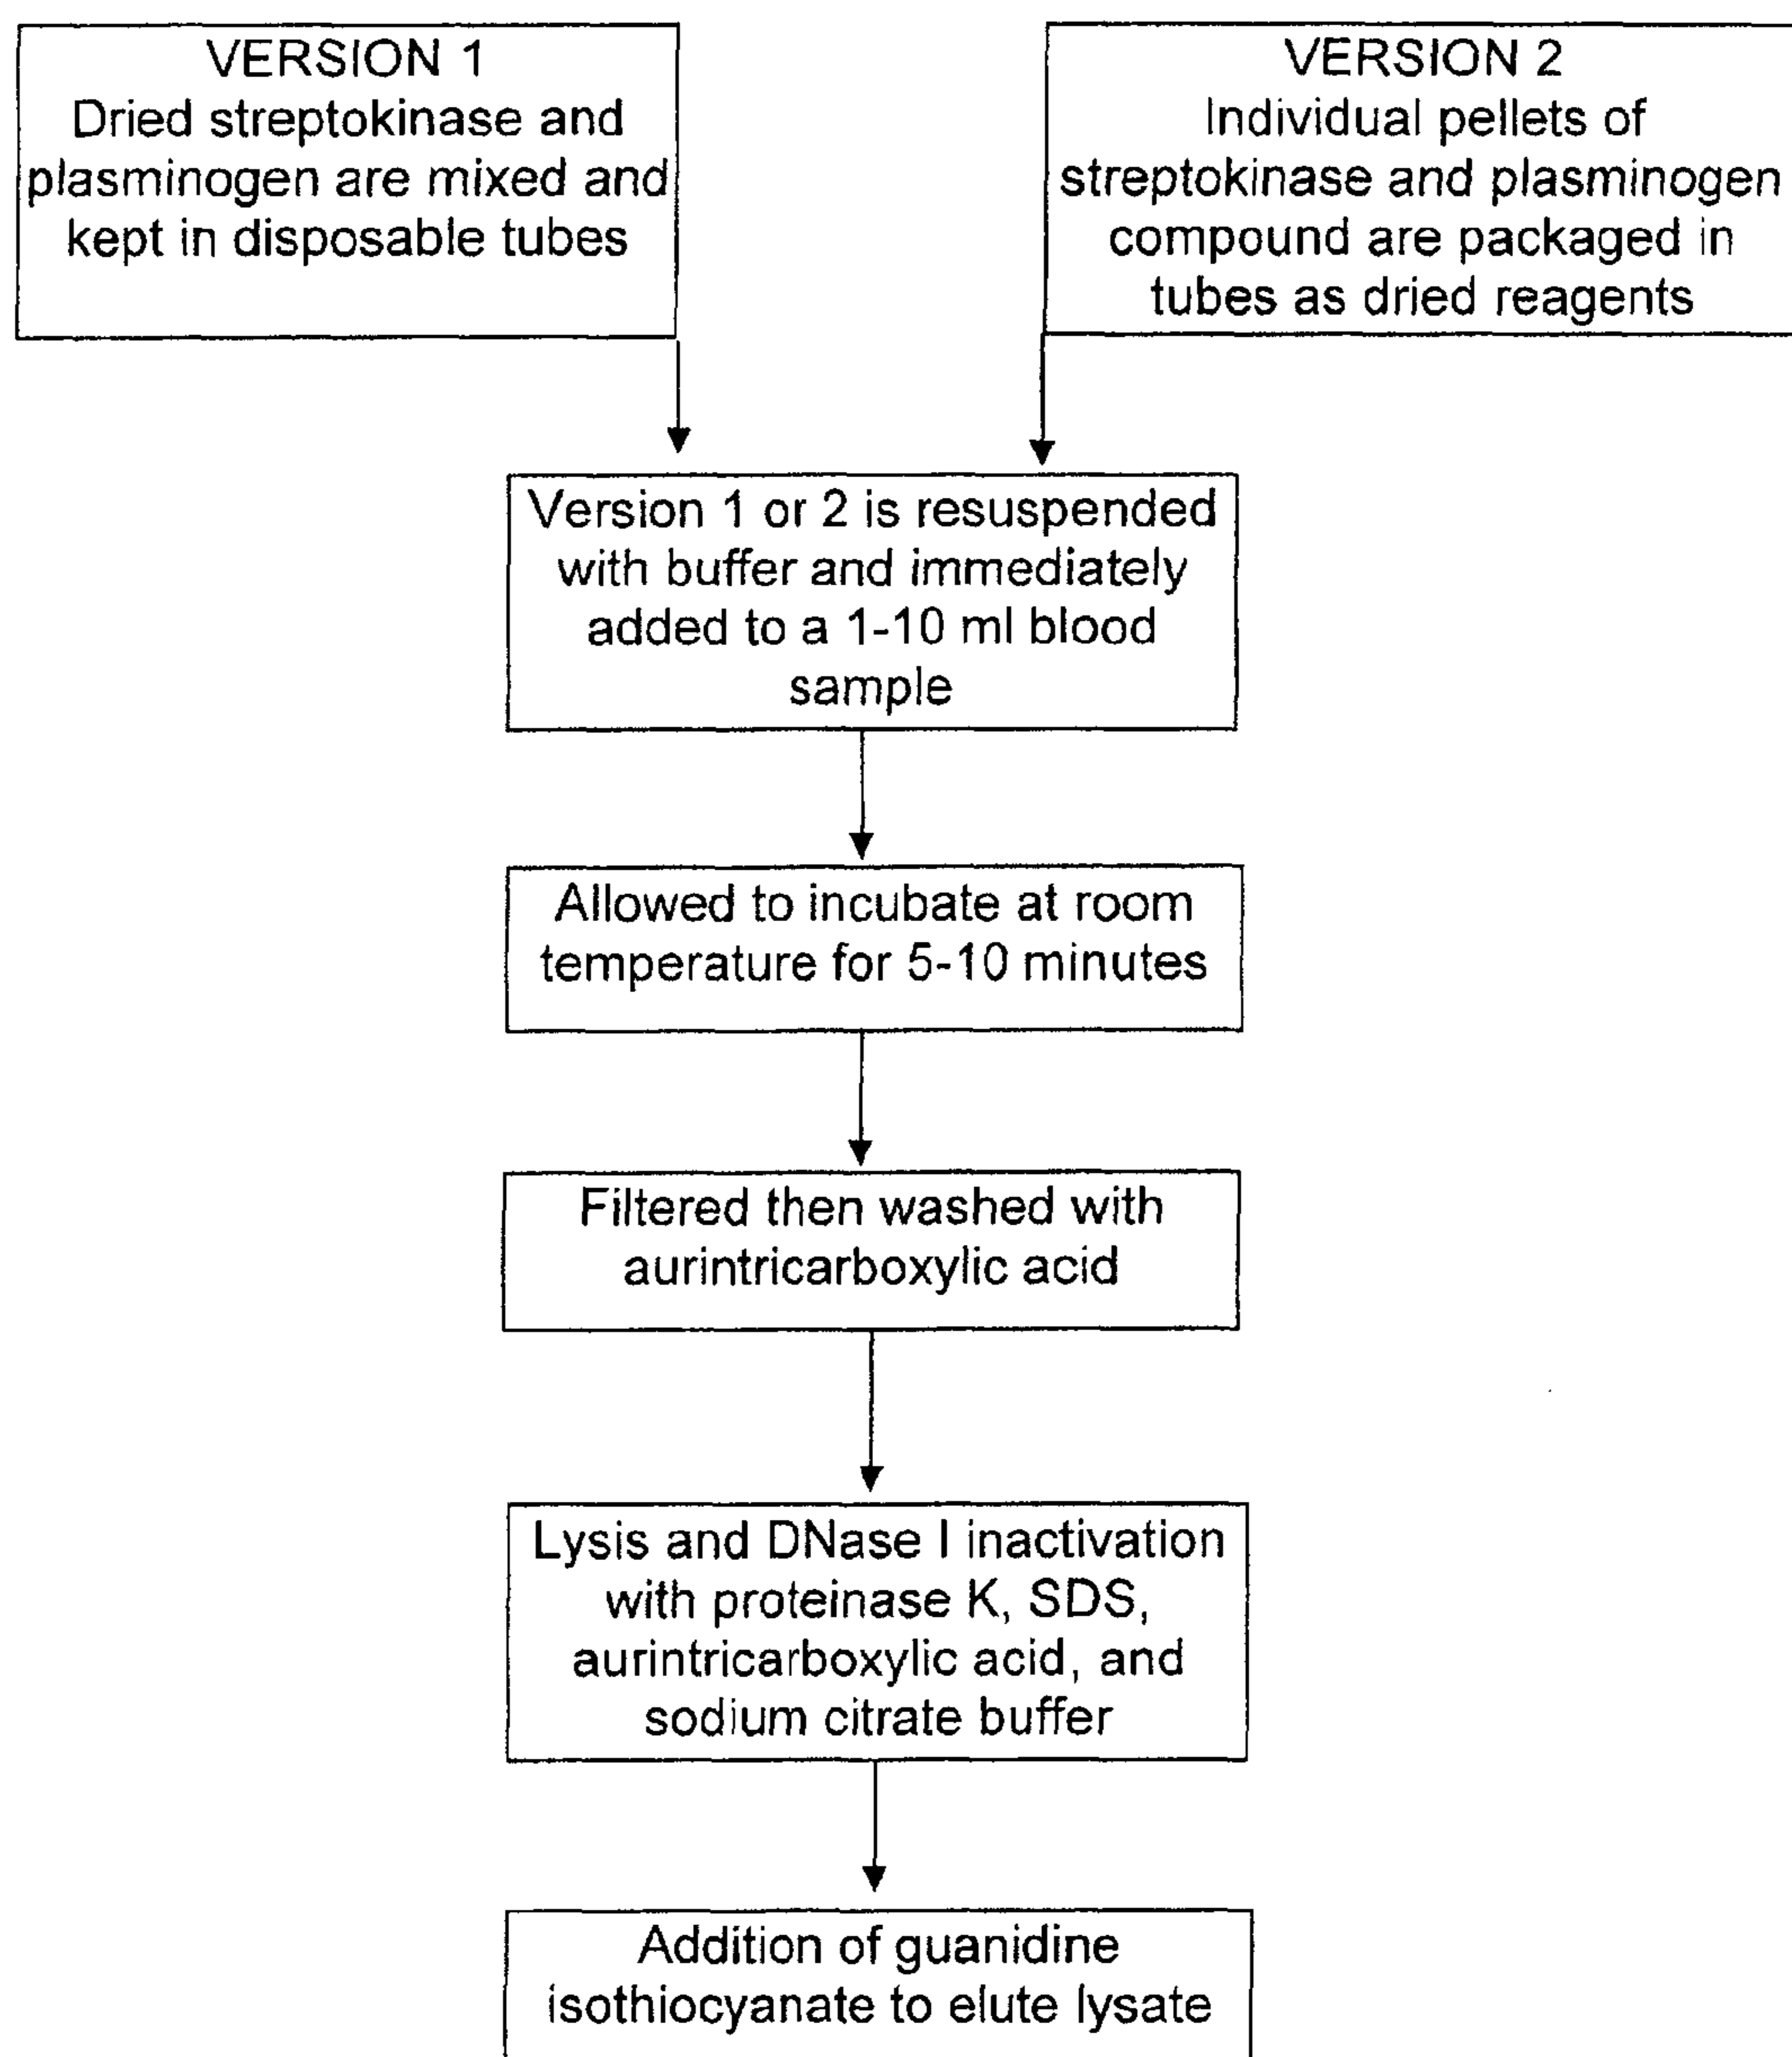 VERSION 1
Dried streptokinase and
plasminogen are mixed and
kept in disposable tubes
VERSION 2
Individual pellets of
streptokinase and plasminogen
compound are packaged in
tubes as dried reagents
Version 1 or 2 is resuspended
with buffer and immediately
added to a 1-10 ml blood
sample
Allowed to incubate at room
temperature for 5-10 minutes
Filtered then washed with
aurintricarboxylic acid
Lysis and DNase I inactivation
with proteinase K, SDS,
aurintricarboxylic acid, and
sodium citrate buffer
Addition of guanidine
isothiocyanate to elute lysate